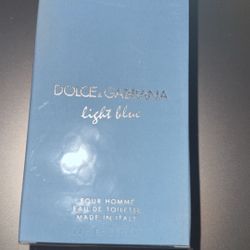 DOLCE & GABBANA
light blue
POUR HOMME
EAU DE TOILETTE
MADE IN ITALY